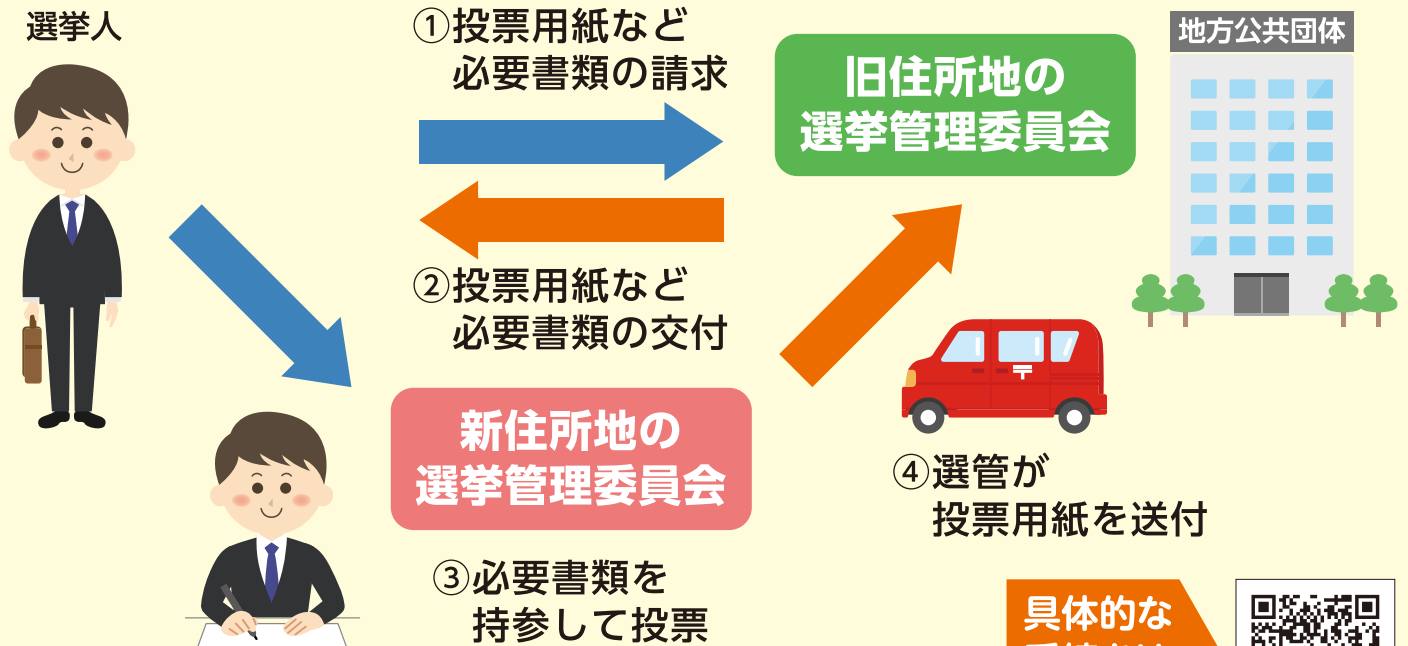 選挙人
①投票用紙など
必要書類の請求
旧住所地の
選挙管理委員会
地方公共団体
②投票用紙など
必要書類の交付
新住所地の
選挙管理委員会
③必要書類を
持参して投票
④選管が
投票用紙を送付
具体的な